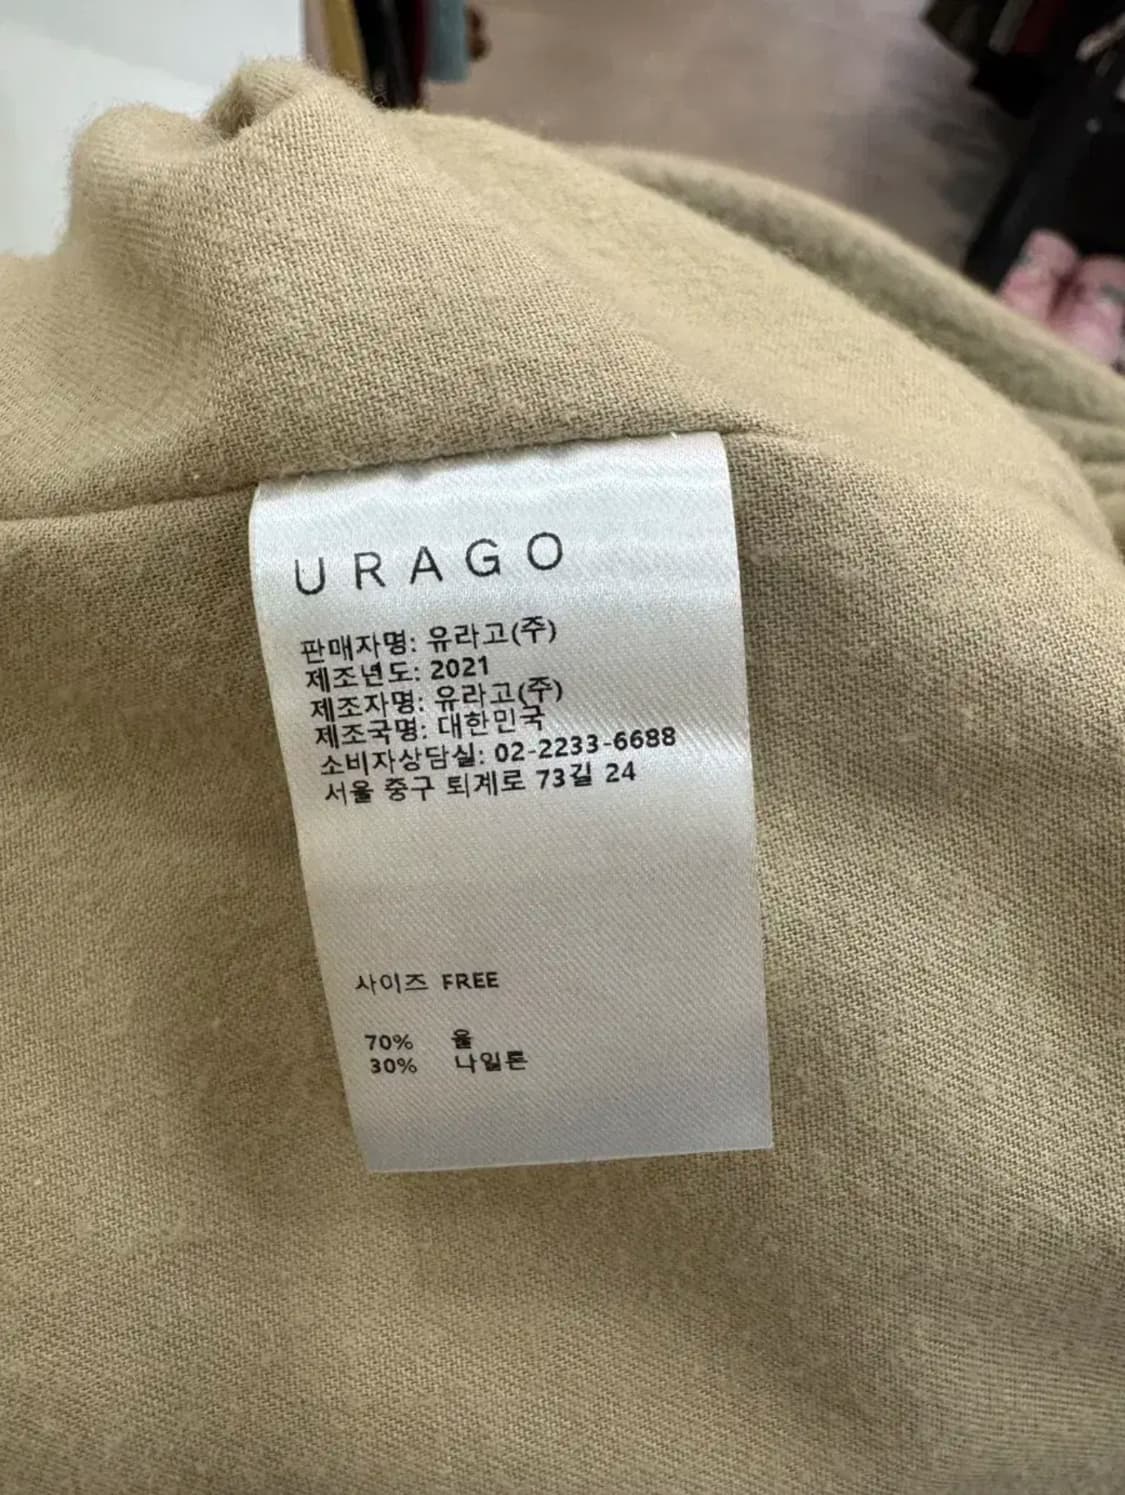 URAGO
판매자명: 유라고(주)
제조년도: 2021
제조자명: 유라고(주)
제조국명: 대한민국
소비자상담실: 02-2233-6688
서울 중구 퇴계로 73길 24
사이즈 FREE
70% 울
30% 나일론